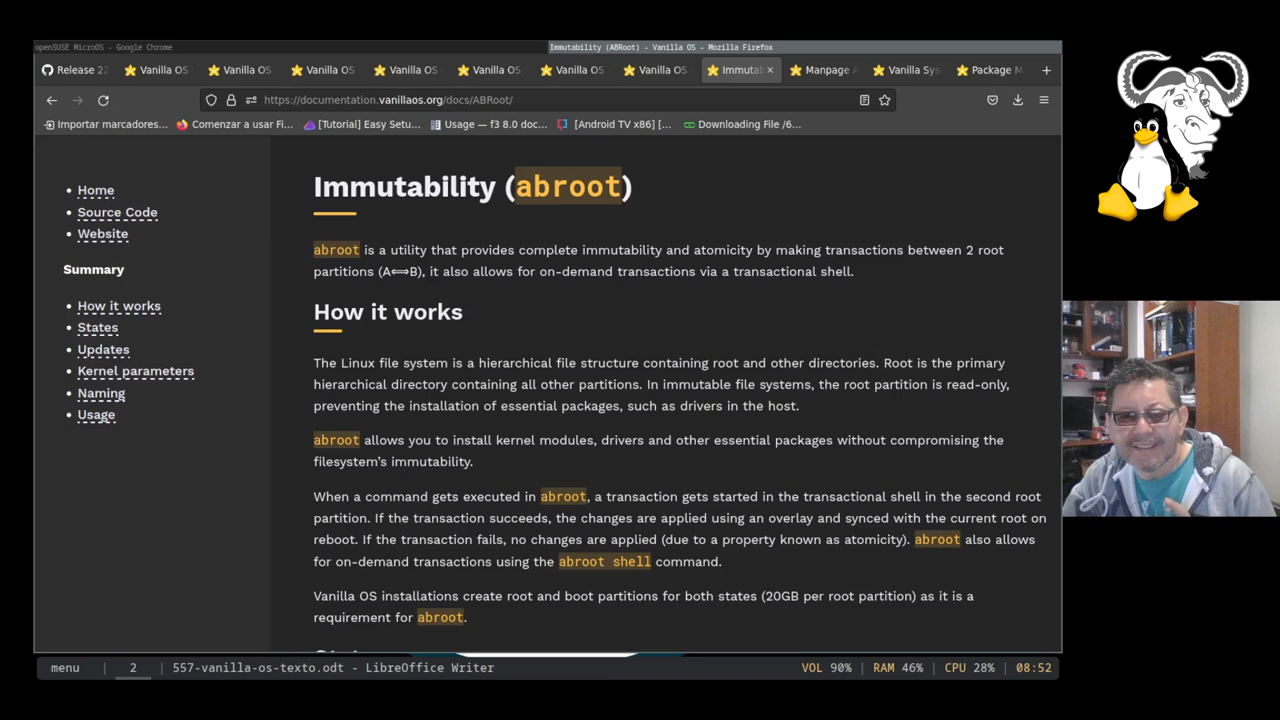 openSUSE MicroOS - Google Chrome
Immutability (ABRoot) - Vanilla OS - Mozilla Firefox
Release 22
Vanilla OS
Vanilla OS
Vanilla OS
Vanilla OS
Vanilla OS
Vanilla OS
Vanilla OS
Immutab
Manpage A
Vanilla Sys
Package M
https://documentation.vanillaos.org/docs/ABRoot/
Importar marcadores...
Comenzar a usar Fi...
[Tutorial] Easy Setu...
Usage — f3 8.0 doc...
[Android TV x86] [...
Downloading File /6...
Home
Source Code
Website
Summary
How it works
States
Updates
Kernel parameters
Naming
Usage
Immutability (abroot)
abroot is a utility that provides complete immutability and atomicity by making transactions between 2 root
partitions (A⟺B), it also allows for on-demand transactions via a transactional shell.
How it works
The Linux file system is a hierarchical file structure containing root and other directories. Root is the primary
hierarchical directory containing all other partitions. In immutable file systems, the root partition is read-only,
preventing the installation of essential packages, such as drivers in the host.
abroot allows you to install kernel modules, drivers and other essential packages without compromising the
filesystem's immutability.
When a command gets executed in abroot, a transaction gets started in the transactional shell in the second root
partition. If the transaction succeeds, the changes are applied using an overlay and synced with the current root on
reboot. If the transaction fails, no changes are applied (due to a property known as atomicity). abroot also allows
for on-demand transactions using the abroot shell command.
Vanilla OS installations create root and boot partitions for both states (20GB per root partition) as it is a
requirement for abroot.
menu | 2 | 557-vanilla-os-texto.odt - LibreOffice Writer
VOL 90% | RAM 46% | CPU 28% | 08:52